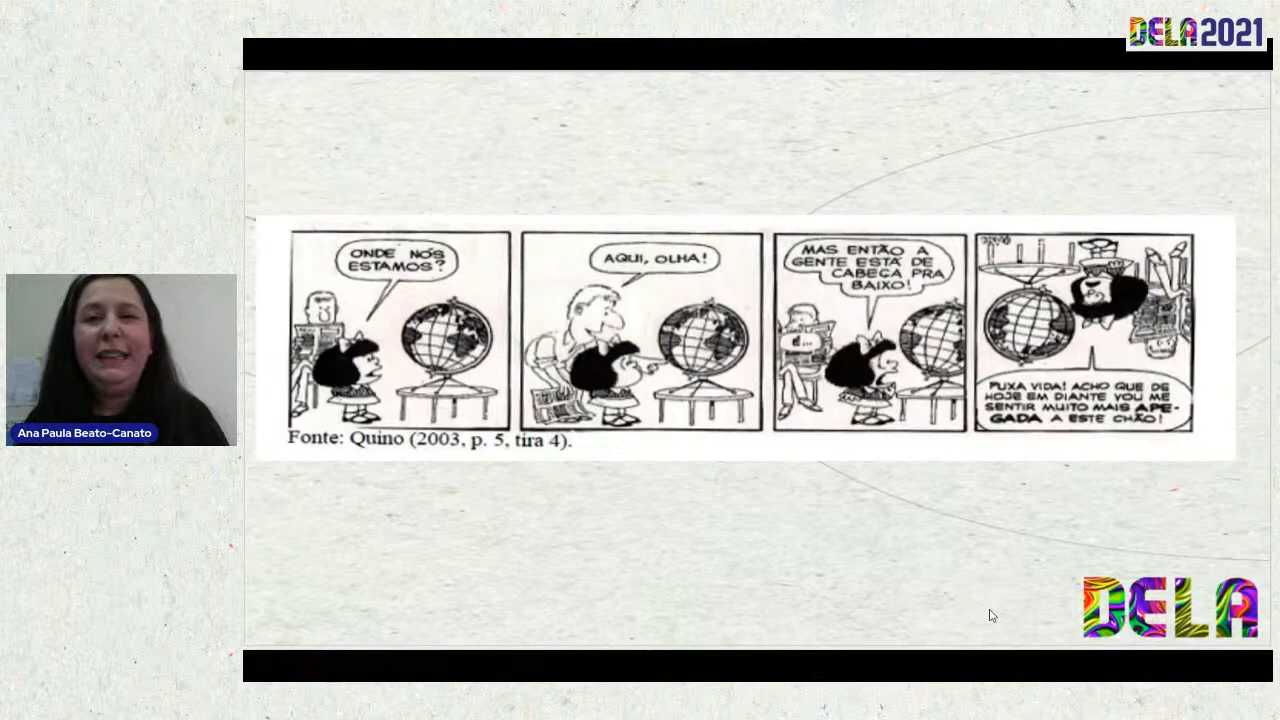 DELA 2021
ONDE NÓS
ESTAMOS?
AQUI, OLHA!
MAS ENTÃO A
GENTE ESTÁ DE
CABEÇA PRA
BAIXO!
PUXA VIDA! ACHO QUE DE
HOJE EM DIANTE VOU ME
SENTIR MUITO MAIS APE-
GADA A ESTE CHÃO!
Fonte: Quino (2003, p. 5, tira 4).
Ana Paula Beato-Canato
DELA